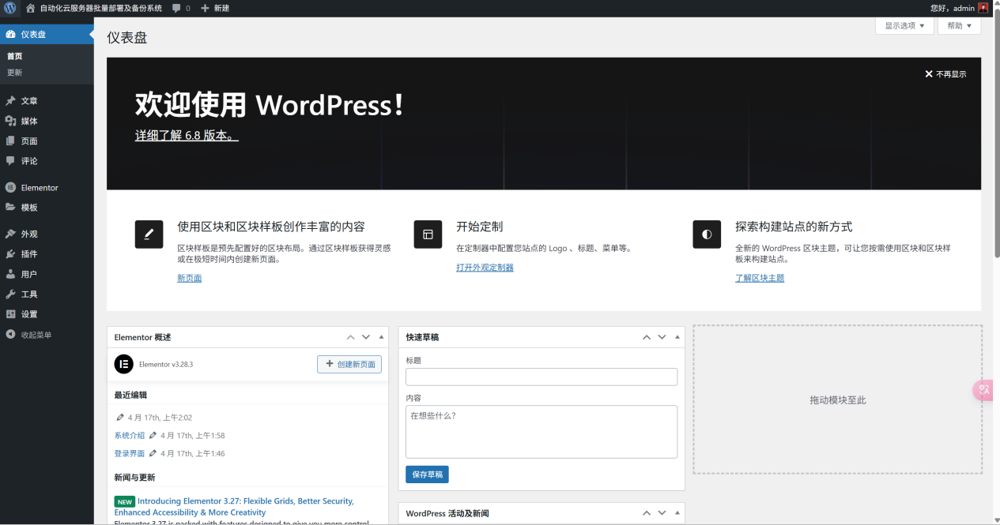 自动化云服务器批量部署及备份系统 0 新建 您好，admin
仪表盘
首页
更新
文章
媒体
页面
评论
Elementor
模板
外观
插件
用户
工具
设置
收起菜单
仪表盘
显示选项 帮助
不再显示
欢迎使用 WordPress！
详细了解 6.8 版本。
使用区块和区块样板创作丰富的内容
区块样板是预先配置好的区块布局。通过区块样板获得灵感
或在极短时间内创建新页面。
新页面
开始定制
在定制器中配置您站点的 Logo 、标题、菜单等。
打开外观定制器
探索构建站点的新方式
全新的 WordPress 区块主题，可让您按需使用区块和区块样
板来构建站点。
了解区块主题
Elementor 概述
Elementor v3.28.3
创建新页面
最近编辑
4 月 17th, 上午2:02
系统介绍 4 月 17th, 上午1:58
登录界面 4 月 17th, 上午1:46
新闻与更新
NEW Introducing Elementor 3.27: Flexible Grids, Better Security,
Enhanced Accessibility & More Creativity
Elementor 3.27 is packed with features designed to give you more control
快速草稿
标题
内容
在想些什么？
保存草稿
WordPress 活动及新闻
拖动模块至此